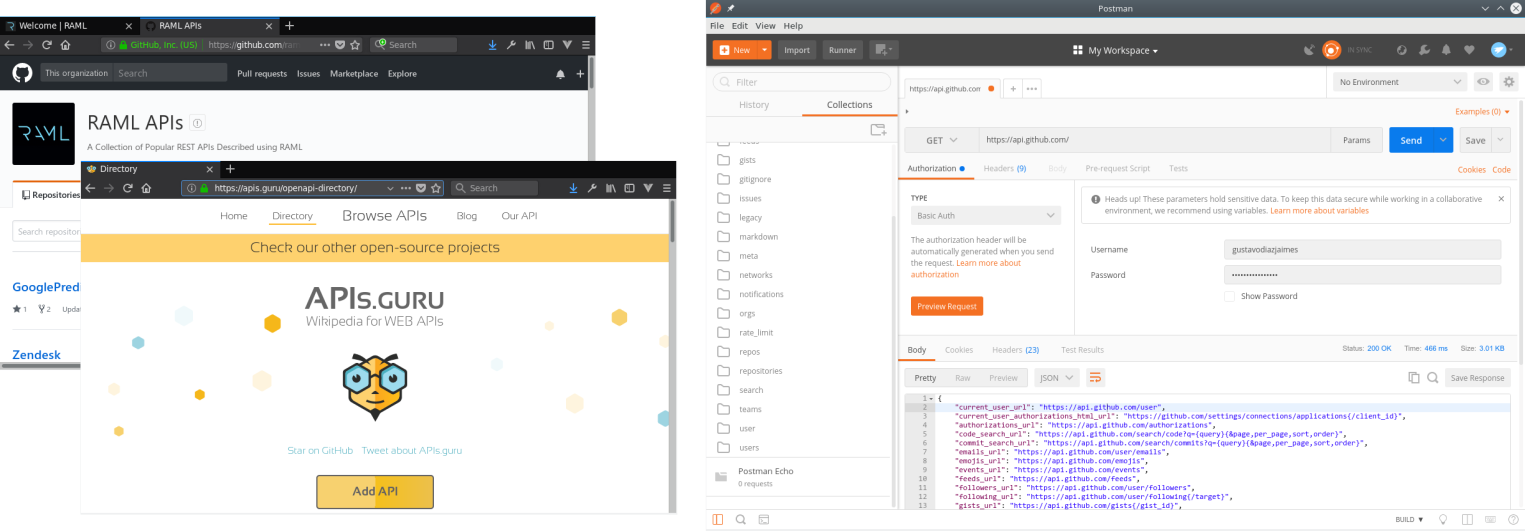 Welcome | RAML
RAML APIs
GitHub, Inc. (US)
https://github.com/ram
Search
This organization
Search
Pull requests Issues Marketplace Explore
RAML
RAML APIs
A Collection of Popular REST APIs Described using RAML
Repositories
Search repositor
GooglePredi
1 2 Upda
Zendesk
Directory
https://apis.guru/openapi-directory/
Search
Home Directory Browse APIs Blog Our API
Check our other open-source projects
APIs.GURU
Wikipedia for WEB APIs
Star on GitHub Tweet about APIs.guru
Add API
Postman
File Edit View Help
New Import Runner
My Workspace
IN SYNC
Filter
History Collections
feeds
gists
gitignore
issues
legacy
markdown
meta
networks
notifications
orgs
rate_limit
repos
repositories
search
teams
user
users
Postman Echo
0 requests
https://api.github.com
No Environment
Examples (0)
GET https://api.github.com/ Params Send Save
Authorization Headers (9) Body Pre-request Script Tests Cookies Code
TYPE
Basic Auth
The authorization header will be
automatically generated when you send
the request. Learn more about
authorization
Preview Request
Heads up! These parameters hold sensitive data. To keep this data secure while working in a collaborative
environment, we recommend using variables. Learn more about variables
Username gustavodiazjaimes
Password
Show Password
Body Cookies Headers (23) Test Results Status: 200 OK Time: 466 ms Size: 3.01 KB
Pretty Raw Preview JSON Save Response
1 {
2 "current_user_url": "https://api.github.com/user",
3 "current_user_authorizations_html_url": "https://github.com/settings/connections/applications{/client_id}",
4 "authorizations_url": "https://api.github.com/authorizations",
5 "code_search_url": "https://api.github.com/search/code?q={query}{&page,per_page,sort,order}",
6 "commit_search_url": "https://api.github.com/search/commits?q={query}{&page,per_page,sort,order}",
7 "emails_url": "https://api.github.com/user/emails",
8 "emojis_url": "https://api.github.com/emojis",
9 "events_url": "https://api.github.com/events",
10 "feeds_url": "https://api.github.com/feeds",
11 "followers_url": "https://api.github.com/user/followers",
12 "following_url": "https://api.github.com/user/following{/target}",
13 "gists_url": "https://api.github.com/gists{/gist_id}",
BUILD